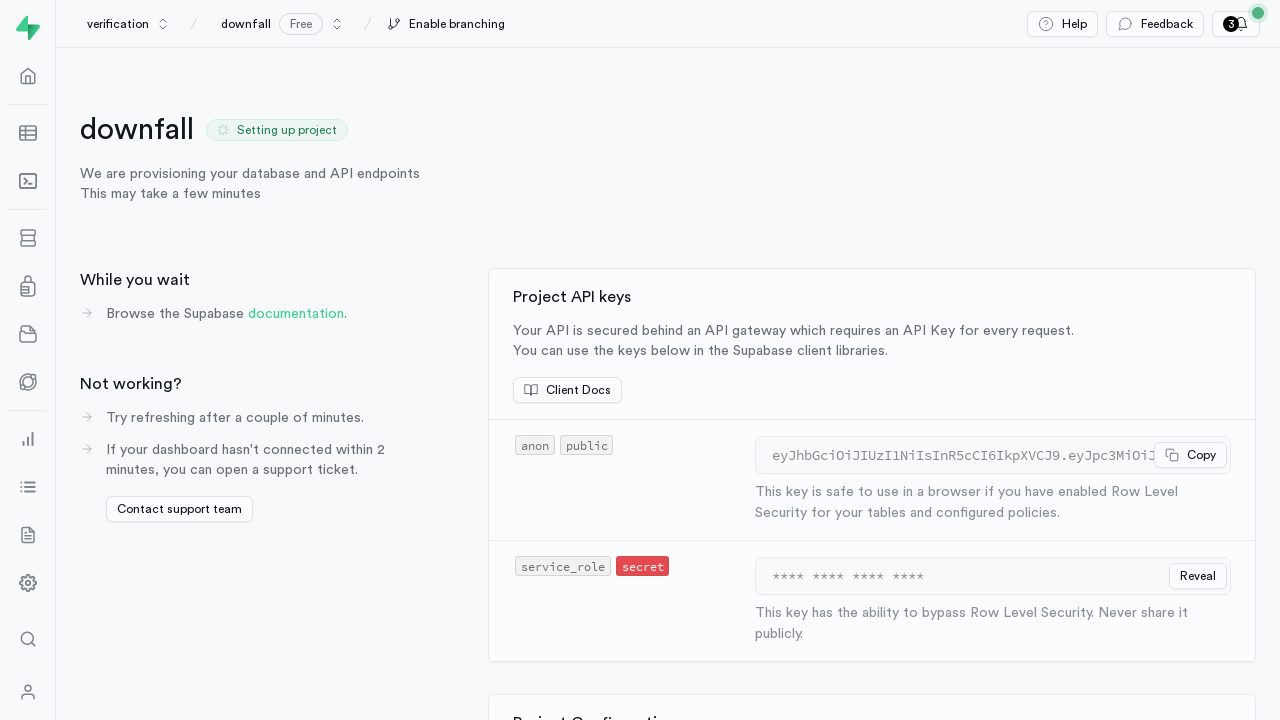 verification / downfall Free / Enable branching Help Feedback 3
downfall Setting up project
We are provisioning your database and API endpoints
This may take a few minutes
While you wait
Browse the Supabase documentation.
Not working?
Try refreshing after a couple of minutes.
If your dashboard hasn't connected within 2
minutes, you can open a support ticket.
Contact support team
Project API keys
Your API is secured behind an API gateway which requires an API Key for every request.
You can use the keys below in the Supabase client libraries.
Client Docs
anon public eyJhbGciOiJIUzI1NiIsInR5cCI6IkpXVCJ9.eyJpc3MiOiJ Copy
This key is safe to use in a browser if you have enabled Row Level
Security for your tables and configured policies.
service_role secret **** **** **** **** Reveal
This key has the ability to bypass Row Level Security. Never share it
publicly.
Project Configuration